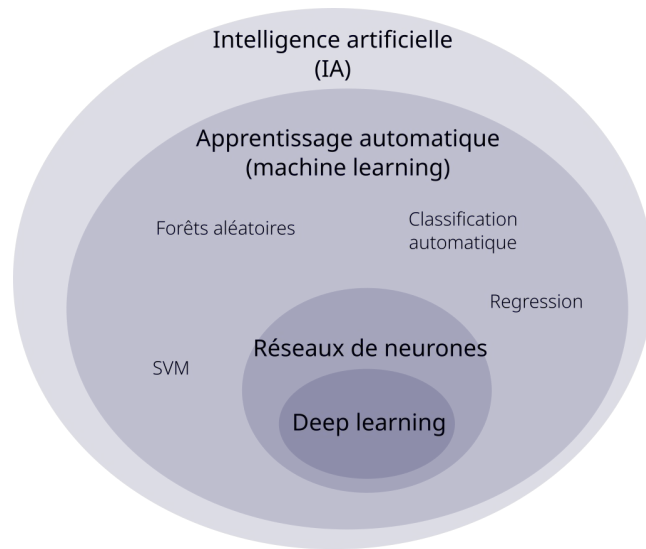 Intelligence artificielle
(IA)
Apprentissage automatique
(machine learning)
Forêts aléatoires
Classification
automatique
Regression
Réseaux de neurones
SVM
Deep learning